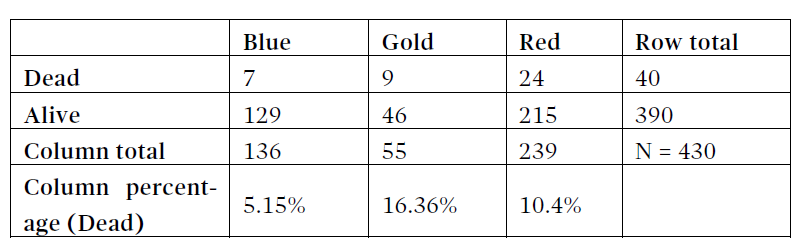 Blue Gold Red Row total
Dead 7 9 24 40
Alive 129 46 215 390
Column total 136 55 239 N = 430
Column percent-
age (Dead) 5.15% 16.36% 10.4%